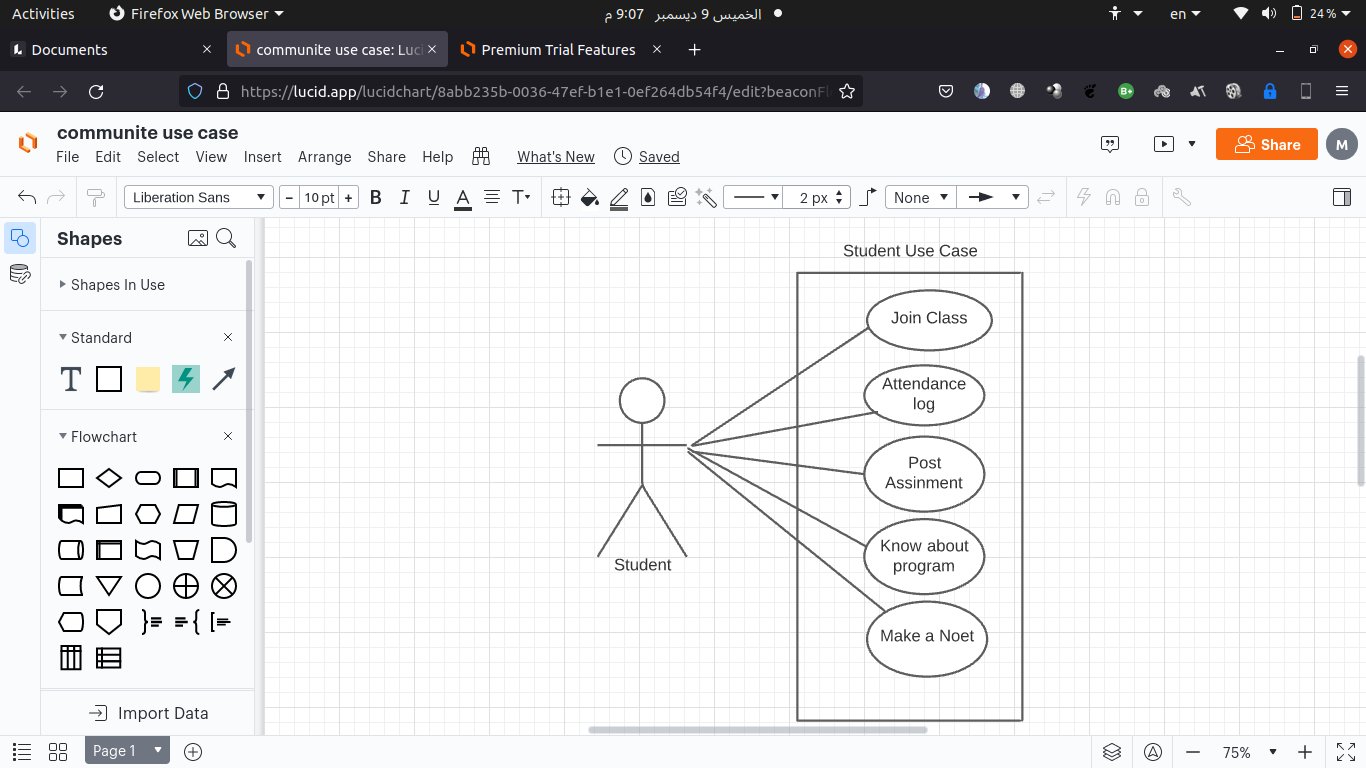 Activities
Firefox Web Browser
الخميس 9 ديسمبر 9:07 م
en
24 %
Documents
communite use case: Luci
Premium Trial Features
https://lucid.app/lucidchart/8abb235b-0036-47ef-b1e1-0ef264db54f4/edit?beaconFl
B+
communite use case
File Edit Select View Insert Arrange Share Help What's New Saved
Share
M
Liberation Sans
10 pt
B I U A T
2 px
None
Shapes
Shapes In Use
Standard
T
Flowchart
Import Data
Student Use Case
Join Class
Attendance
log
Post
Assinment
Know about
program
Make a Noet
Student
Page 1
75%